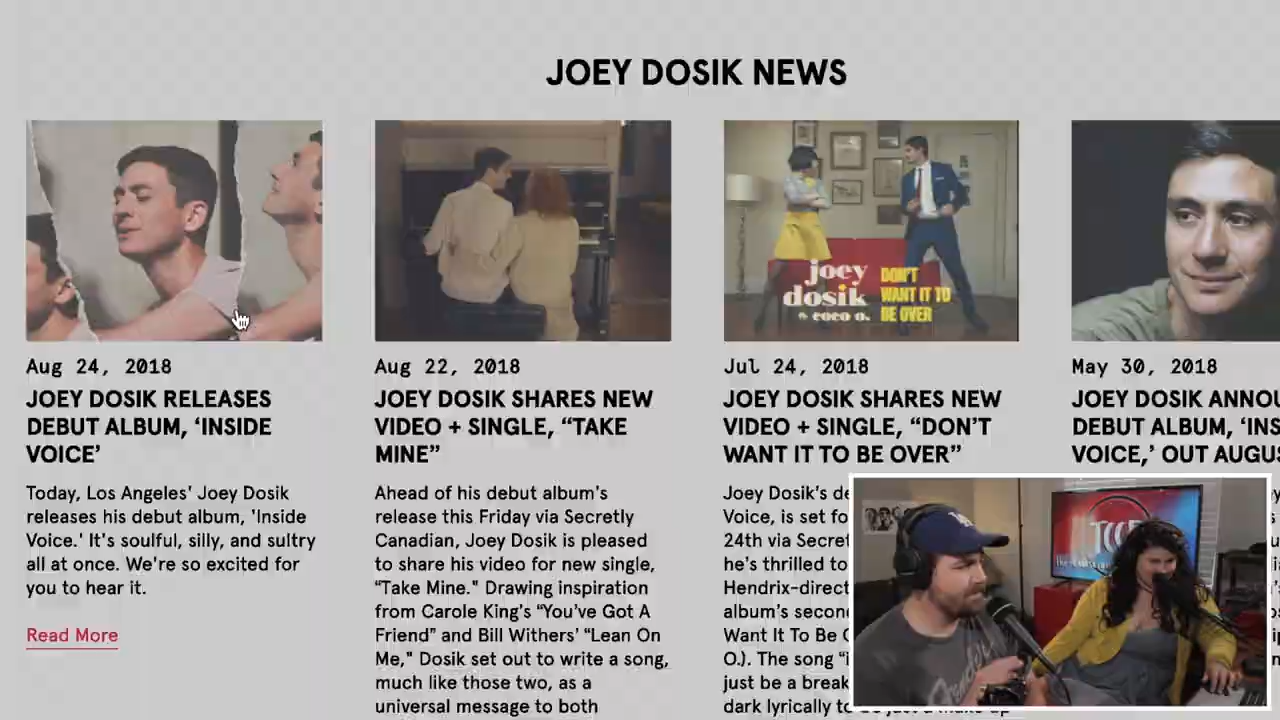 JOEY DOSIK NEWS
joey
dosik
DON'T
WANT IT TO
BE OVER
Aug 24, 2018
JOEY DOSIK RELEASES
DEBUT ALBUM, ‘INSIDE
VOICE’
Today, Los Angeles' Joey Dosik
releases his debut album, 'Inside
Voice.' It's soulful, silly, and sultry
all at once. We're so excited for
you to hear it.
Read More
Aug 22, 2018
JOEY DOSIK SHARES NEW
VIDEO + SINGLE, “TAKE
MINE”
Ahead of his debut album's
release this Friday via Secretly
Canadian, Joey Dosik is pleased
to share his video for new single,
“Take Mine." Drawing inspiration
from Carole King's “You've Got A
Friend” and Bill Withers' “Lean On
Me," Dosik set out to write a song,
much like those two, as a
universal message to both
Jul 24, 2018
JOEY DOSIK SHARES NEW
VIDEO + SINGLE, “DON’T
WANT IT TO BE OVER”
Joey Dosik's de
Voice, is set fo
24th via Secret
he's thrilled to
Hendrix-direct
album's second
Want It To Be
O.). The song “i
just be a break
dark lyrically to
May 30, 2018
JOEY DOSIK ANNOU
DEBUT ALBUM, ‘INS
VOICE,’ OUT AUGUS